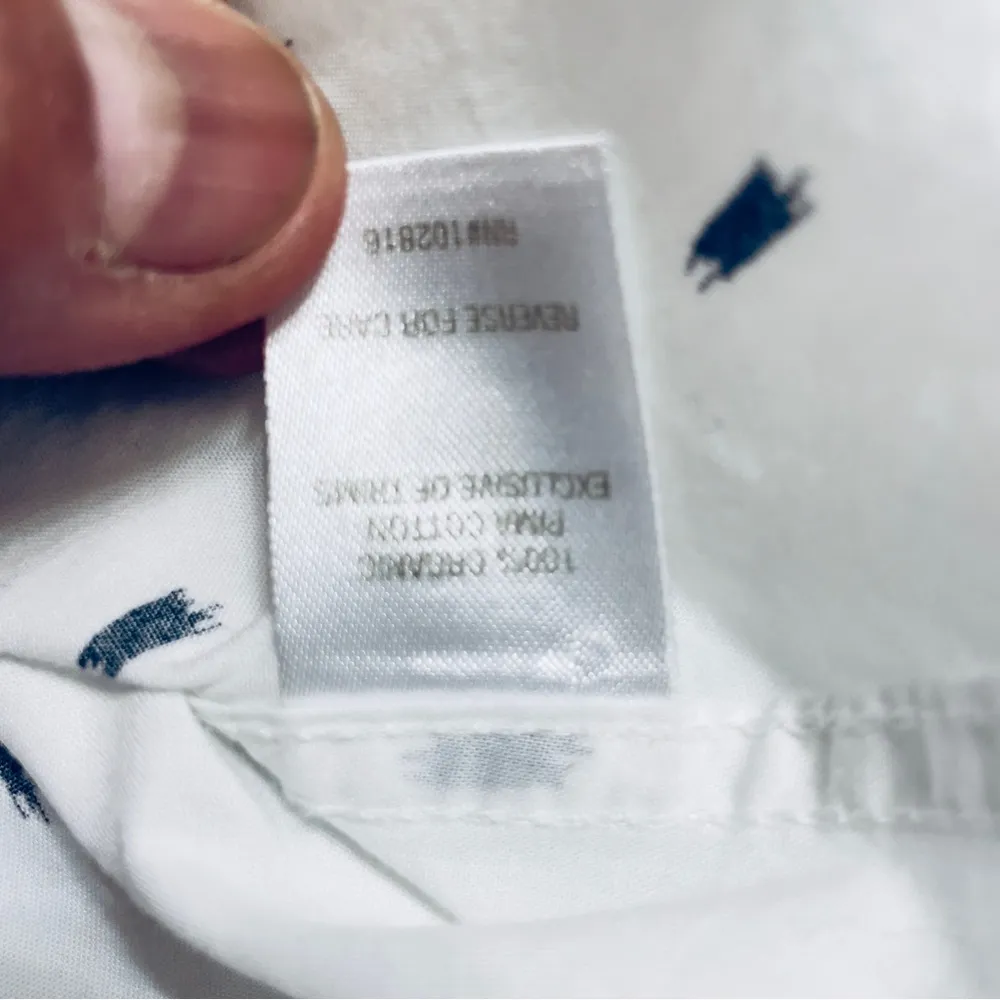 100% ORGANIC
PIMA COTTON
EXCLUSIVE OF TRIMS
REVERSE FOR CARE
RN#102816